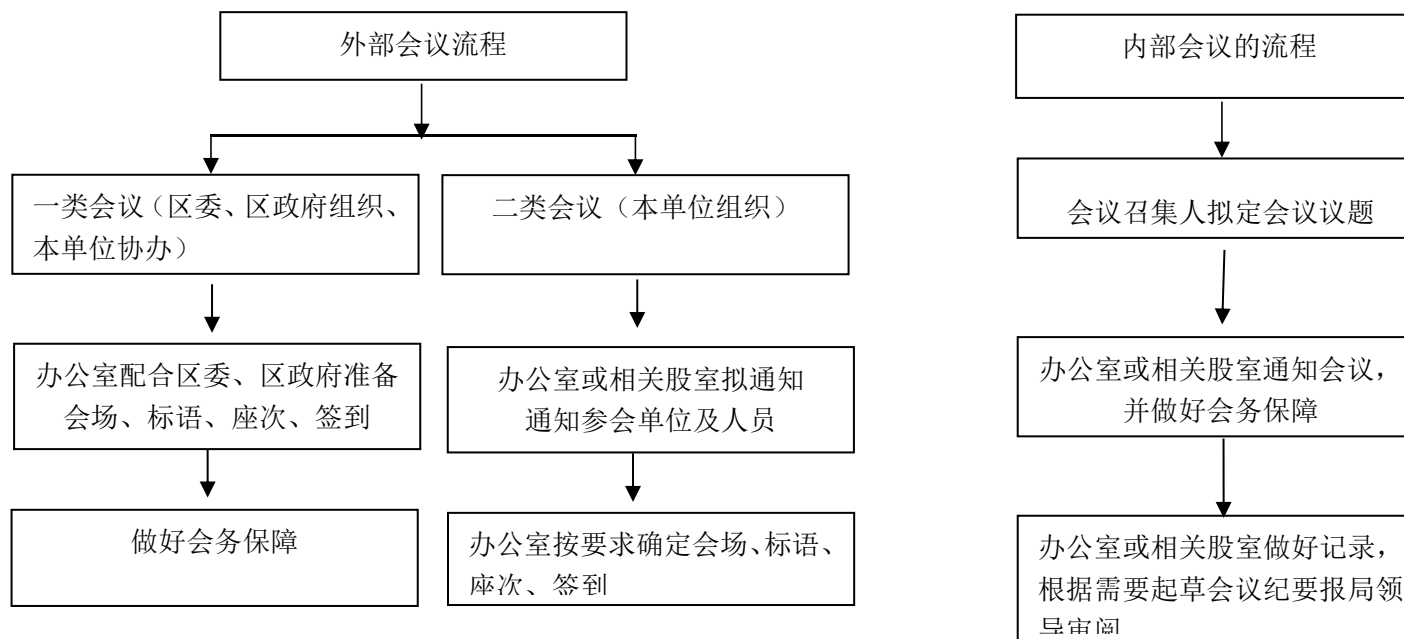 外部会议流程
一类会议（区委、区政府组织、
本单位协办）
办公室配合区委、区政府准备
会场、标语、座次、签到
做好会务保障
二类会议（本单位组织）
办公室或相关股室拟通知
通知参会单位及人员
办公室按要求确定会场、标语、
座次、签到
内部会议的流程
会议召集人拟定会议议题
办公室或相关股室通知会议，
并做好会务保障
办公室或相关股室做好记录，
根据需要起草会议纪要报局领
导审阅